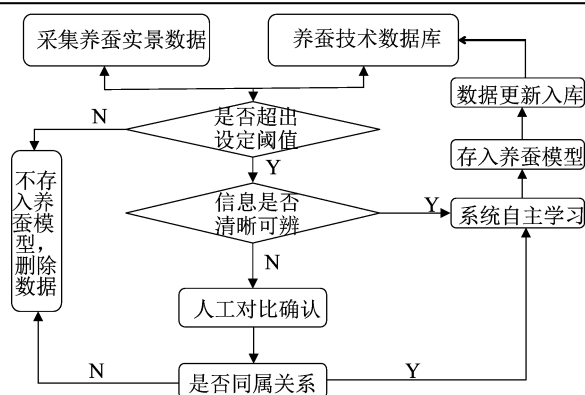 采集养蚕实景数据
养蚕技术数据库
数据更新入库
N
是否超出
设定阈值
存入养蚕模型
Y
不存
入养
蚕模
型,
删除
数据
信息是否
清晰可辨
Y
系统自主学习
N
人工对比确认
N
是否同属关系
Y